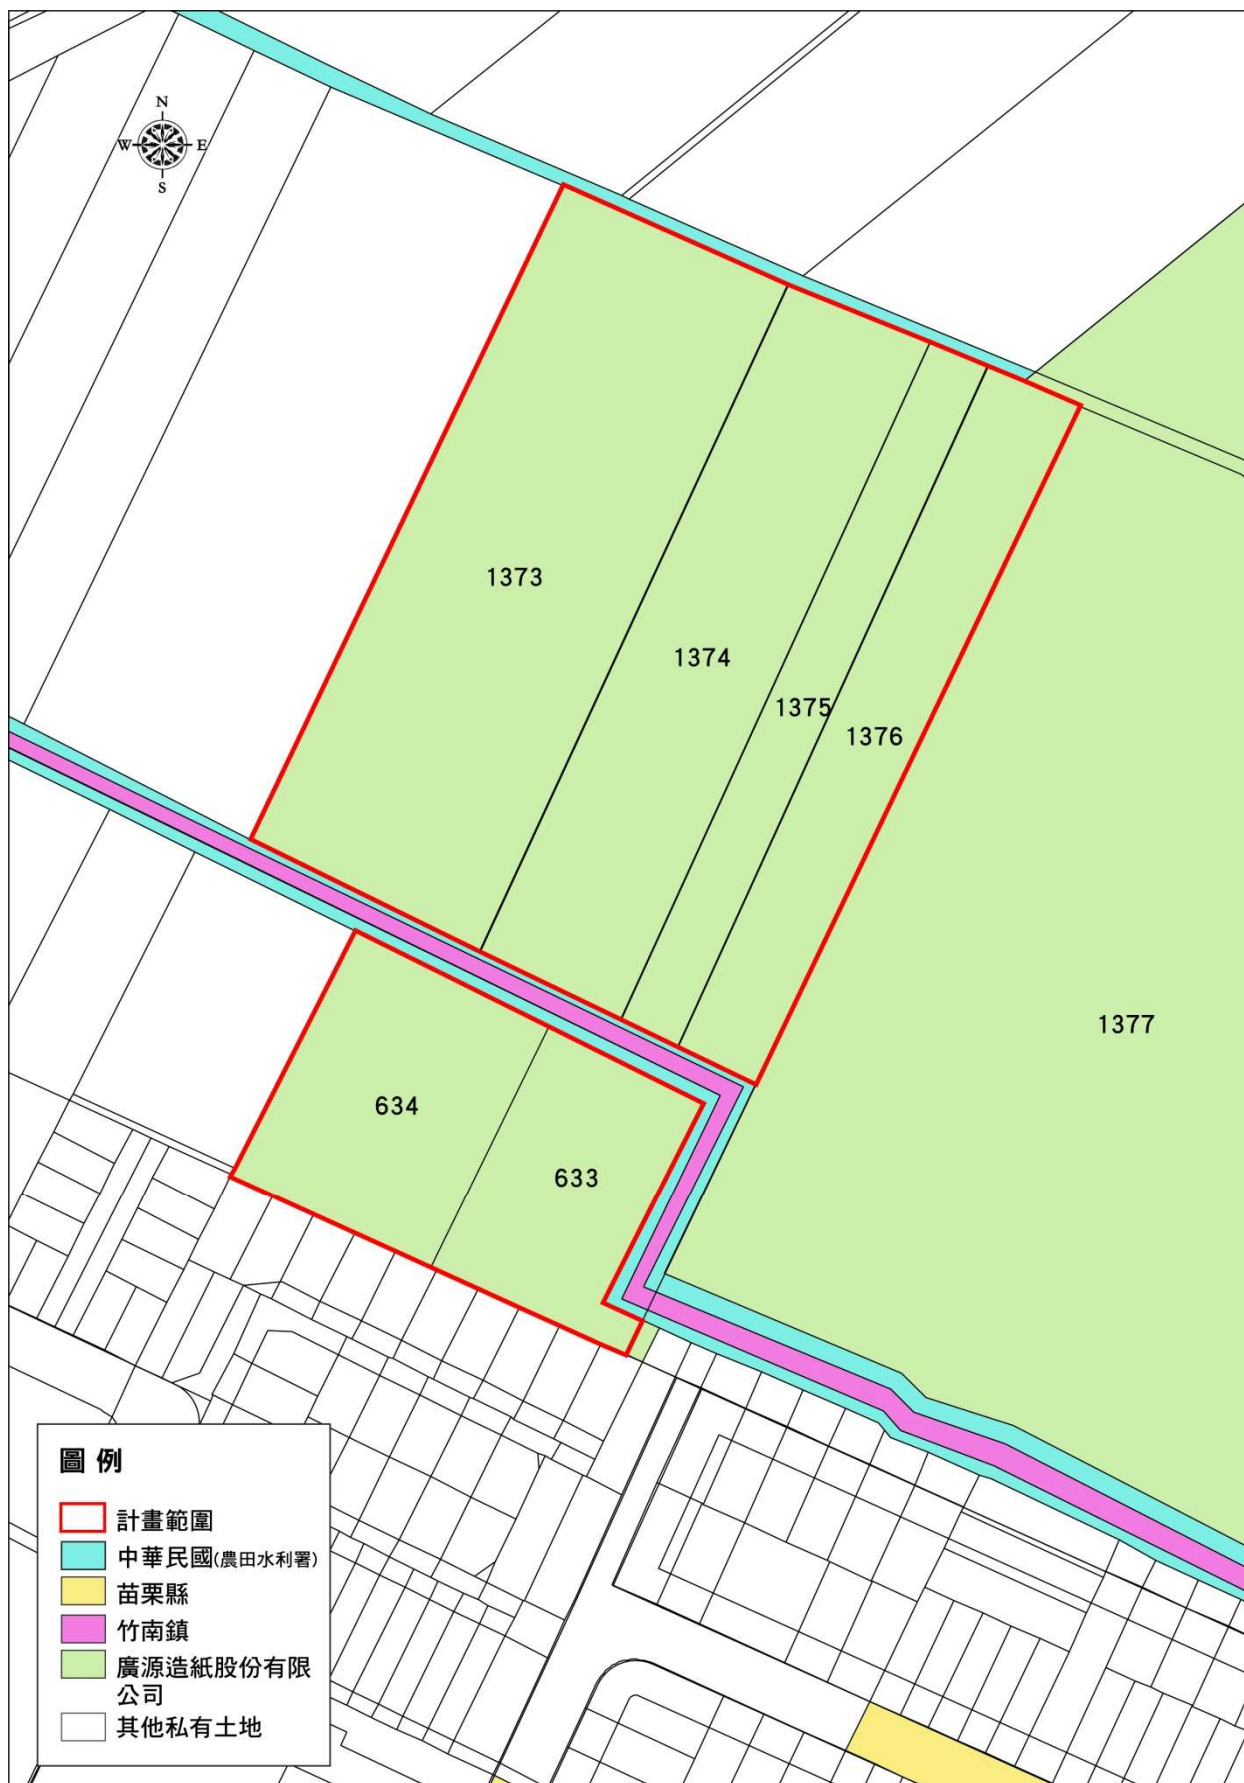 N
W
E
S
1373
1374
1375
1376
1377
634
633
圖例
計畫範圍
中華民國(農田水利署)
苗栗縣
竹南鎮
廣源造紙股份有限
公司
其他私有土地